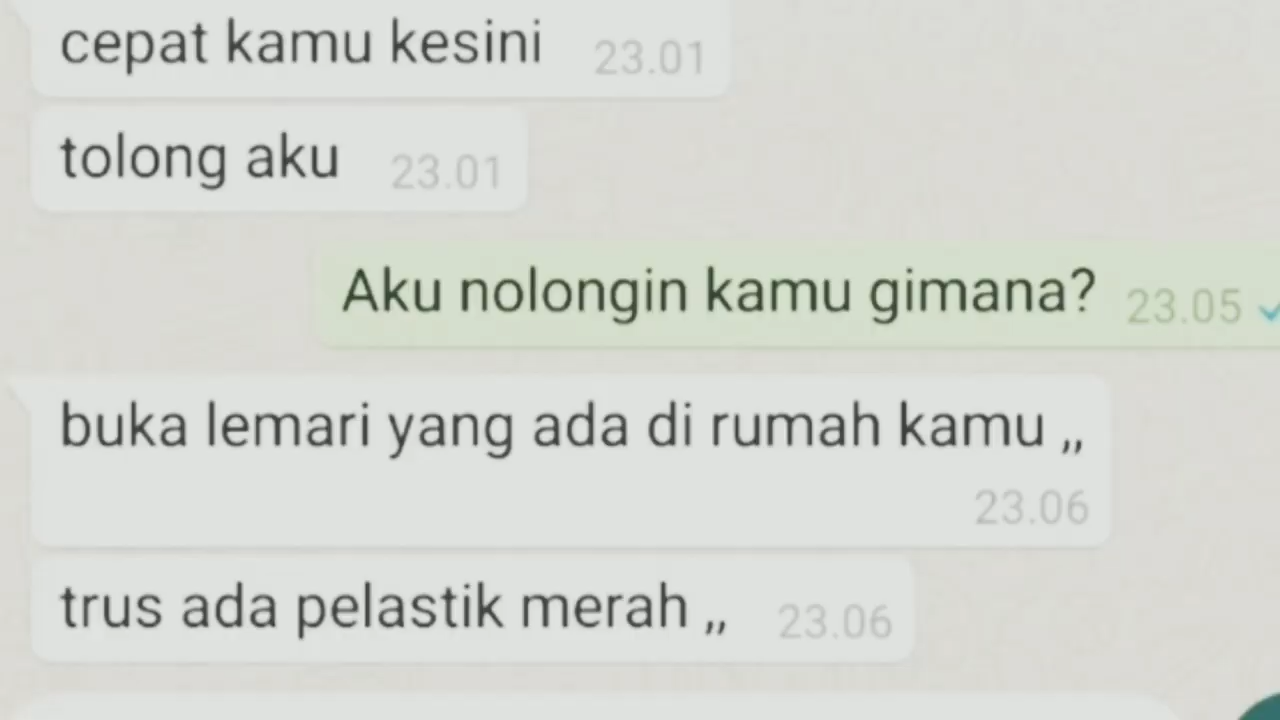 cepat kamu kesini 23.01
tolong aku 23.01
Aku nolongin kamu gimana? 23.05
buka lemari yang ada di rumah kamu ,,
23.06
trus ada pelastik merah ,, 23.06